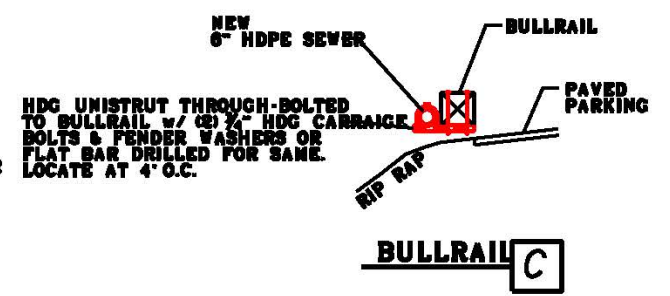 NEW
6" HDPE SEWER
BULLRAIL
PAVED
PARKING
HDG UNISTRUT THROUGH-BOLTED
TO BULLRAIL w/ (2) ¾" HDG CARRAIGE
BOLTS & FENDER WASHERS OR
FLAT BAR DRILLED FOR SAME.
LOCATE AT 4' O.C.
RIP RAP
BULLRAIL C